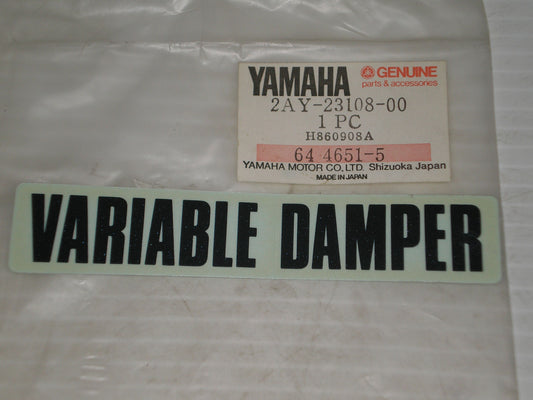 YAMAHA GENUINE
parts & accessories
2AY-23108-00
1 PC
H860908A
64 4651-5
YAMAHA MOTOR CO., LTD. Shizuoka Japan
MADE IN JAPAN
VARIABLE DAMPER